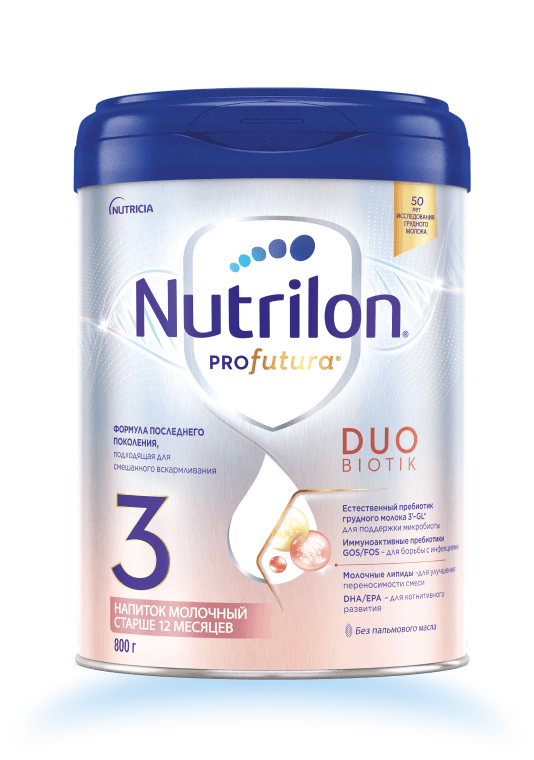 NUTRICIA
50
ЛЕТ
ИССЛЕДОВАНИЯ
ГРУДНОГО
МОЛОКА
Nutrilon®
PROfutura®
ФОРМУЛА ПОСЛЕДНЕГО
ПОКОЛЕНИЯ,
подходящая для
смешанного вскармливания
DUO
BIOTIK
3
Естественный пребиотик
грудного молока 3'-GL*
для поддержки микробиоты
Иммуноактивные пребиотики
GOS/FOS – для борьбы с инфекциями
Молочные липиды -для улучшения
переносимости смеси
DHA/EPA – для когнитивного
развития
Без пальмового масла
НАПИТОК МОЛОЧНЫЙ
СТАРШЕ 12 МЕСЯЦЕВ
800 г